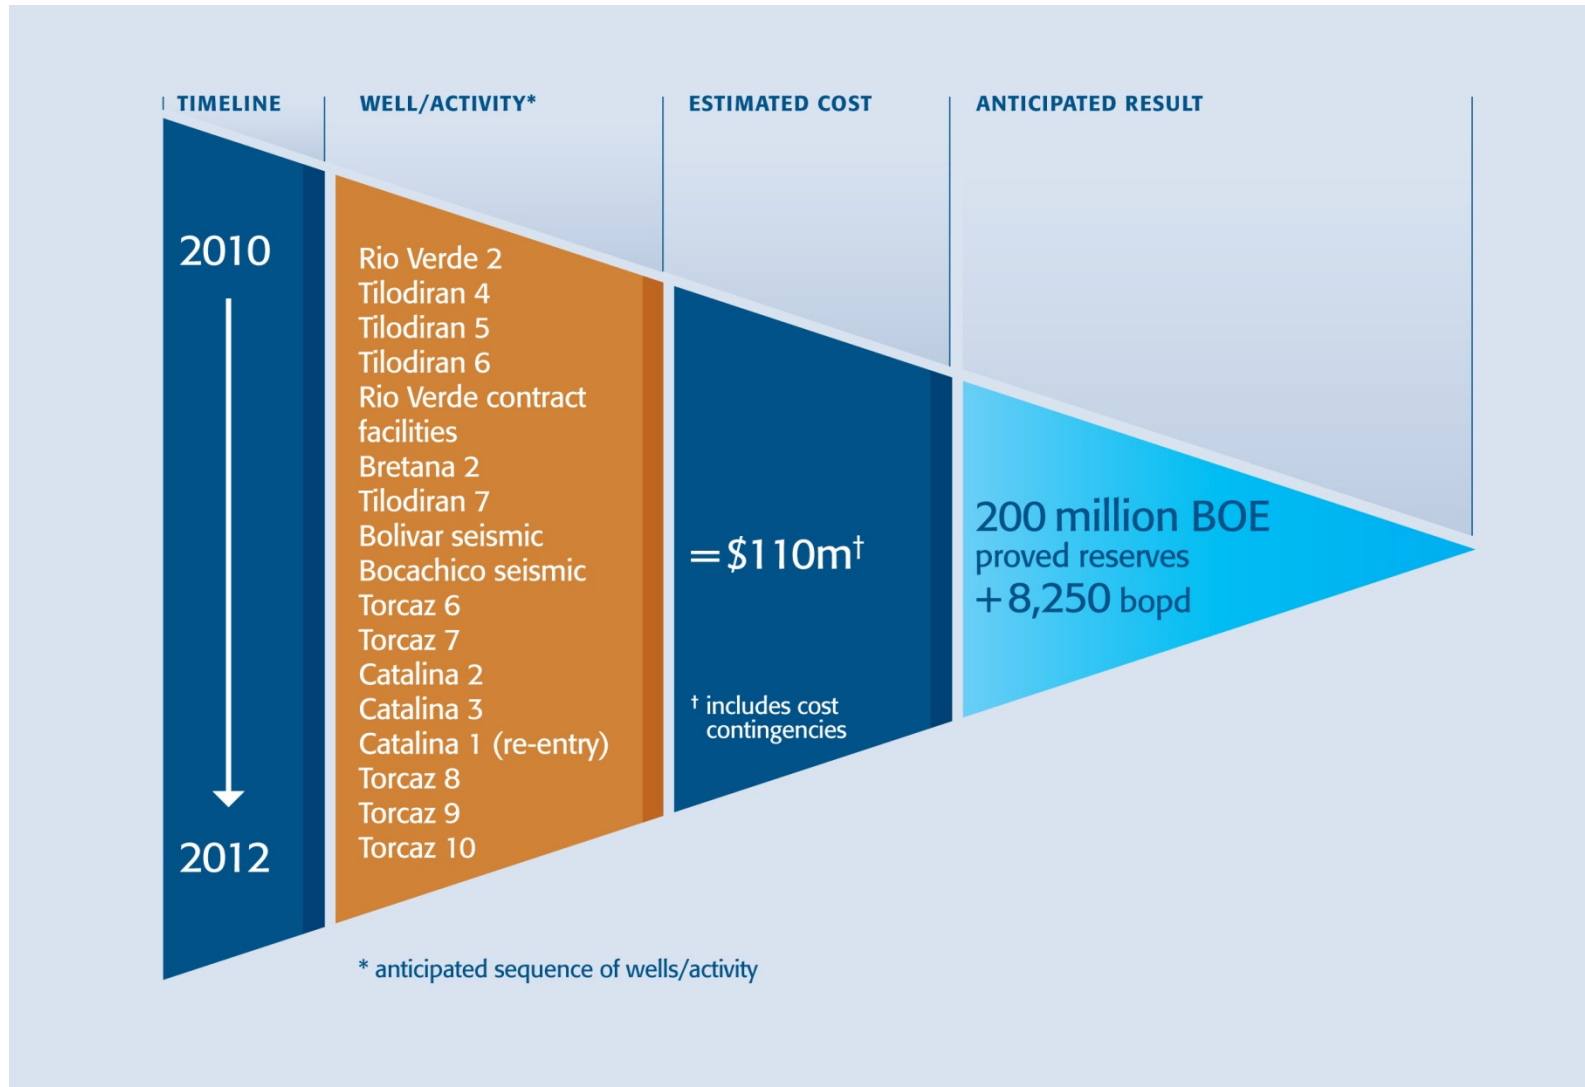 TIMELINE
WELL/ACTIVITY*
ESTIMATED COST
ANTICIPATED RESULT
2010
2012
Rio Verde 2
Tilodiran 4
Tilodiran 5
Tilodiran 6
Rio Verde contract
facilities
Bretana 2
Tilodiran 7
Bolivar seismic
Bocachico seismic
Torcaz 6
Torcaz 7
Catalina 2
Catalina 3
Catalina 1 (re-entry)
Torcaz 8
Torcaz 9
Torcaz 10
= $110m†
† includes cost
contingencies
200 million BOE
proved reserves
+ 8,250 bopd
* anticipated sequence of wells/activity